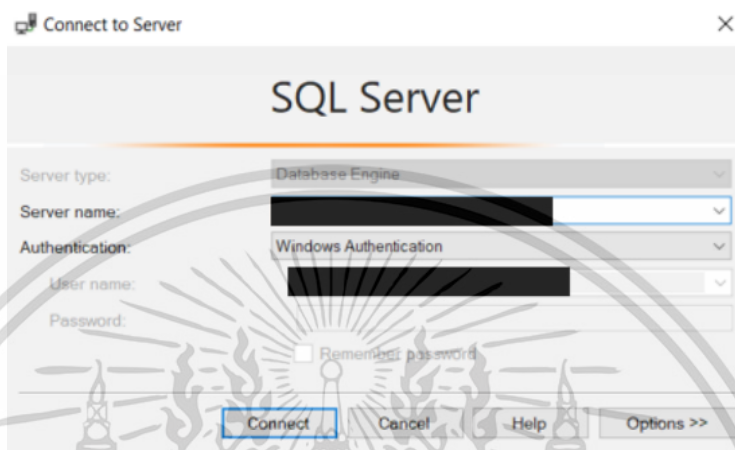 Connect to Server
SQL Server
Server type: Database Engine
Server name:
Authentication: Windows Authentication
User name:
Password:
Remember password
Connect Cancel Help Options >>